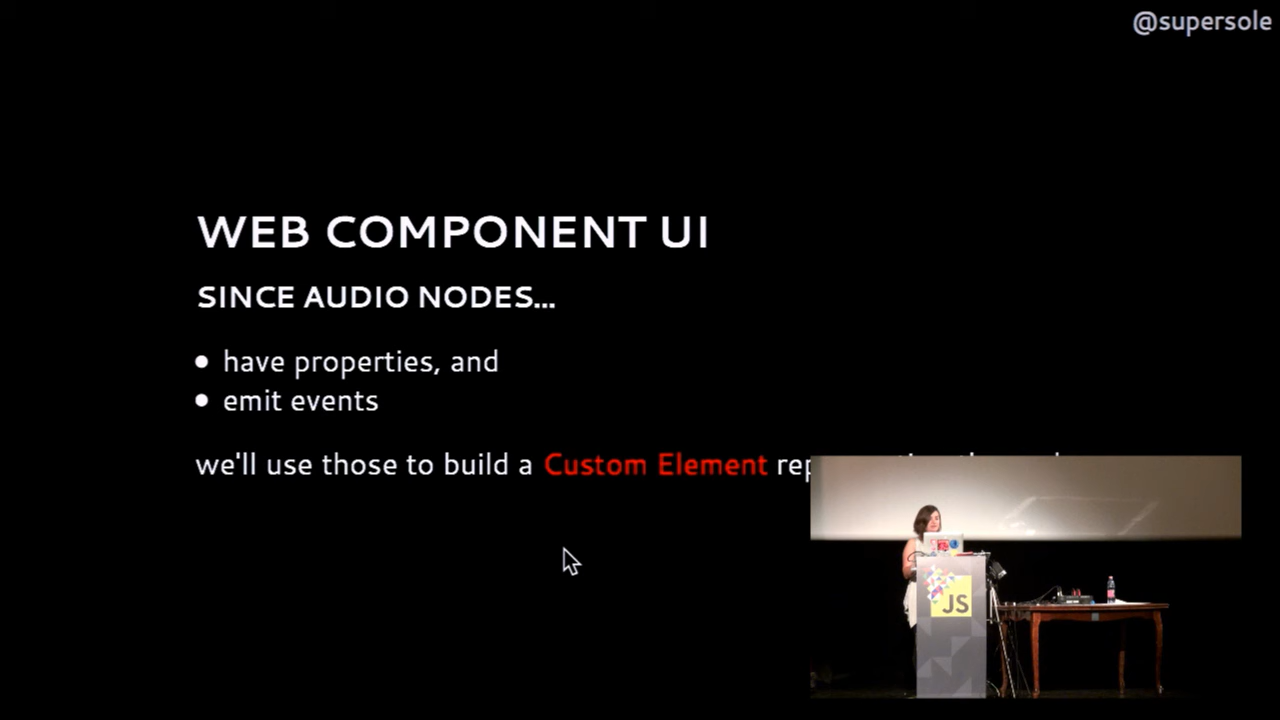 @supersole
WEB COMPONENT UI
SINCE AUDIO NODES...
• have properties, and
• emit events
we'll use those to build a Custom Element
JS